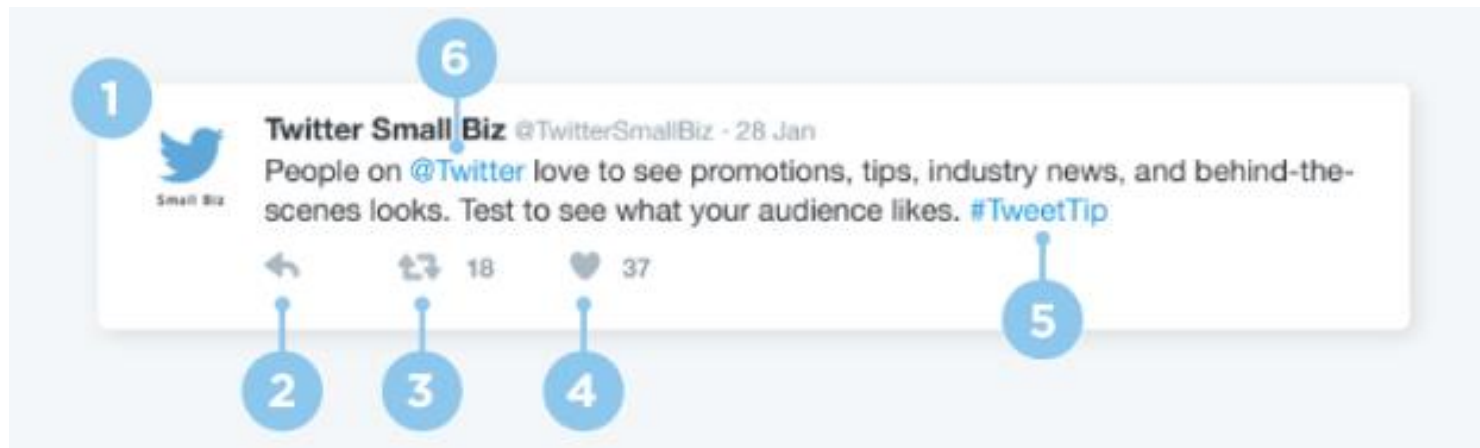 6
1
Twitter Small Biz @TwitterSmallBiz · 28 Jan
People on @Twitter love to see promotions, tips, industry news, and behind-the-
Small Biz
scenes looks. Test to see what your audience likes. #TweetTip
18 37
5
2 3 4